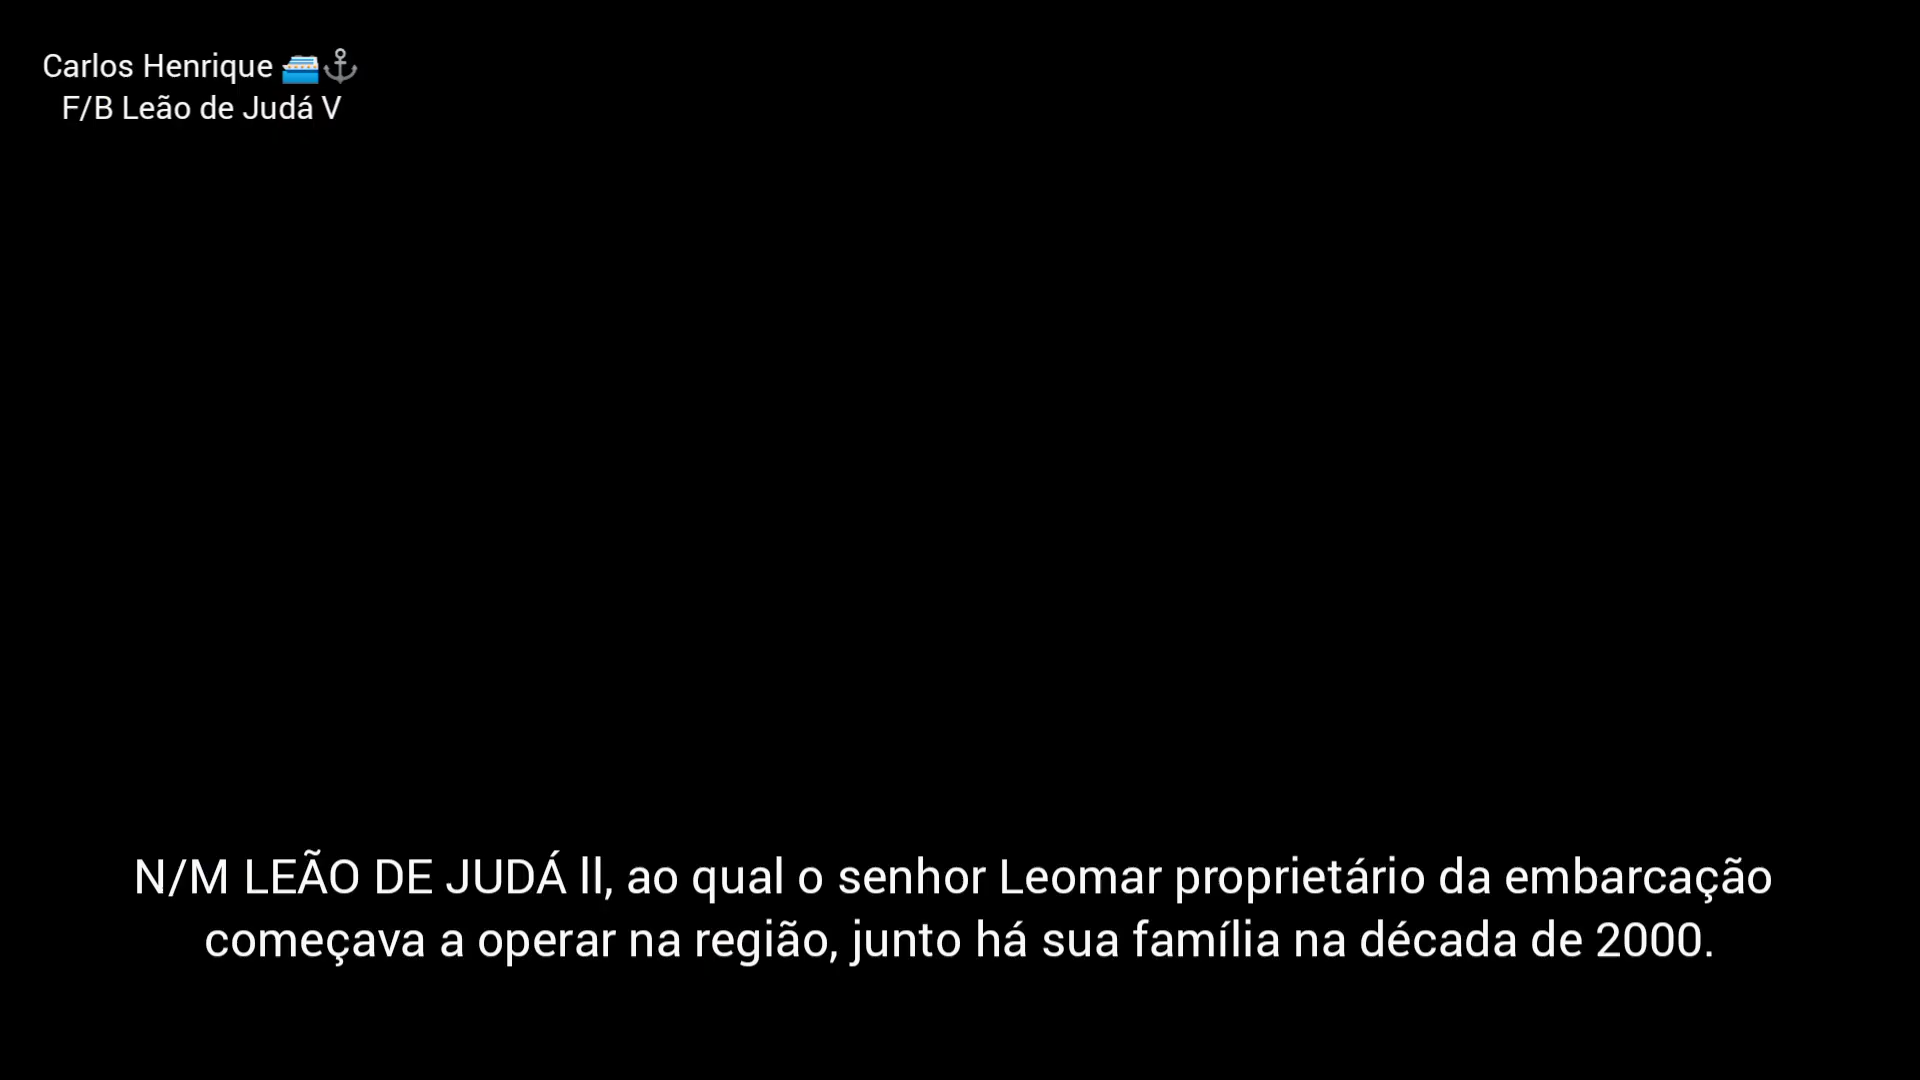 Carlos Henrique 🛳️⚓
F/B Leão de Judá V
N/M LEÃO DE JUDÁ ll, ao qual o senhor Leomar proprietário da embarcação
começava a operar na região, junto há sua família na década de 2000.